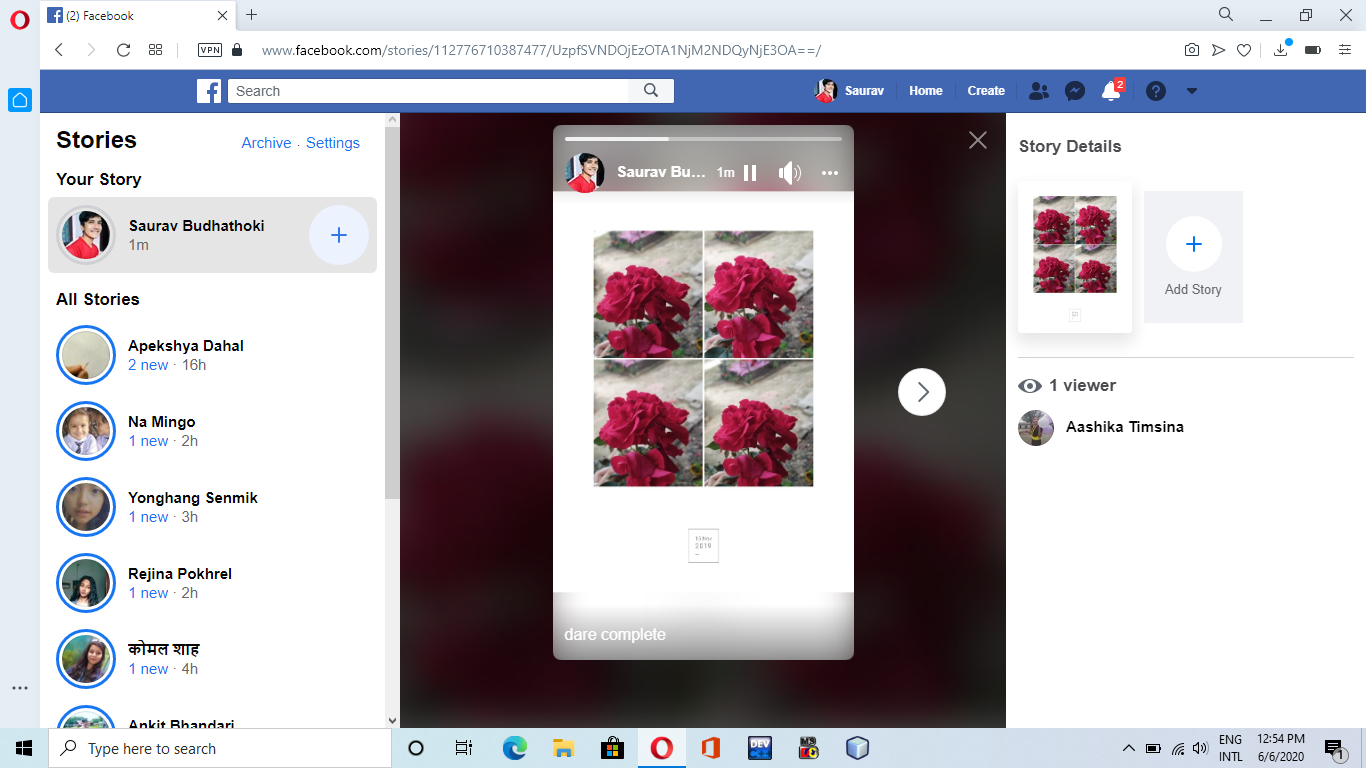 (2) Facebook
VPN
www.facebook.com/stories/112776710387477/UzpfSVNDOjEzOTA1NjM2NDQyNjE3OA==/
Search
Saurav
Home
Create
2
Stories
Archive · Settings
Your Story
Saurav Budhathoki
1m
All Stories
Apekshya Dahal
2 new · 16h
Na Mingo
1 new · 2h
Yonghang Senmik
1 new · 3h
Rejina Pokhrel
1 new · 2h
कोमल शाह
1 new · 4h
Ankit Bhandari
Saurav Bu... 1m
2019
dare complete
Story Details
Add Story
1 viewer
Aashika Timsina
Type here to search
DEV
ENG
INTL
12:54 PM
6/6/2020
1